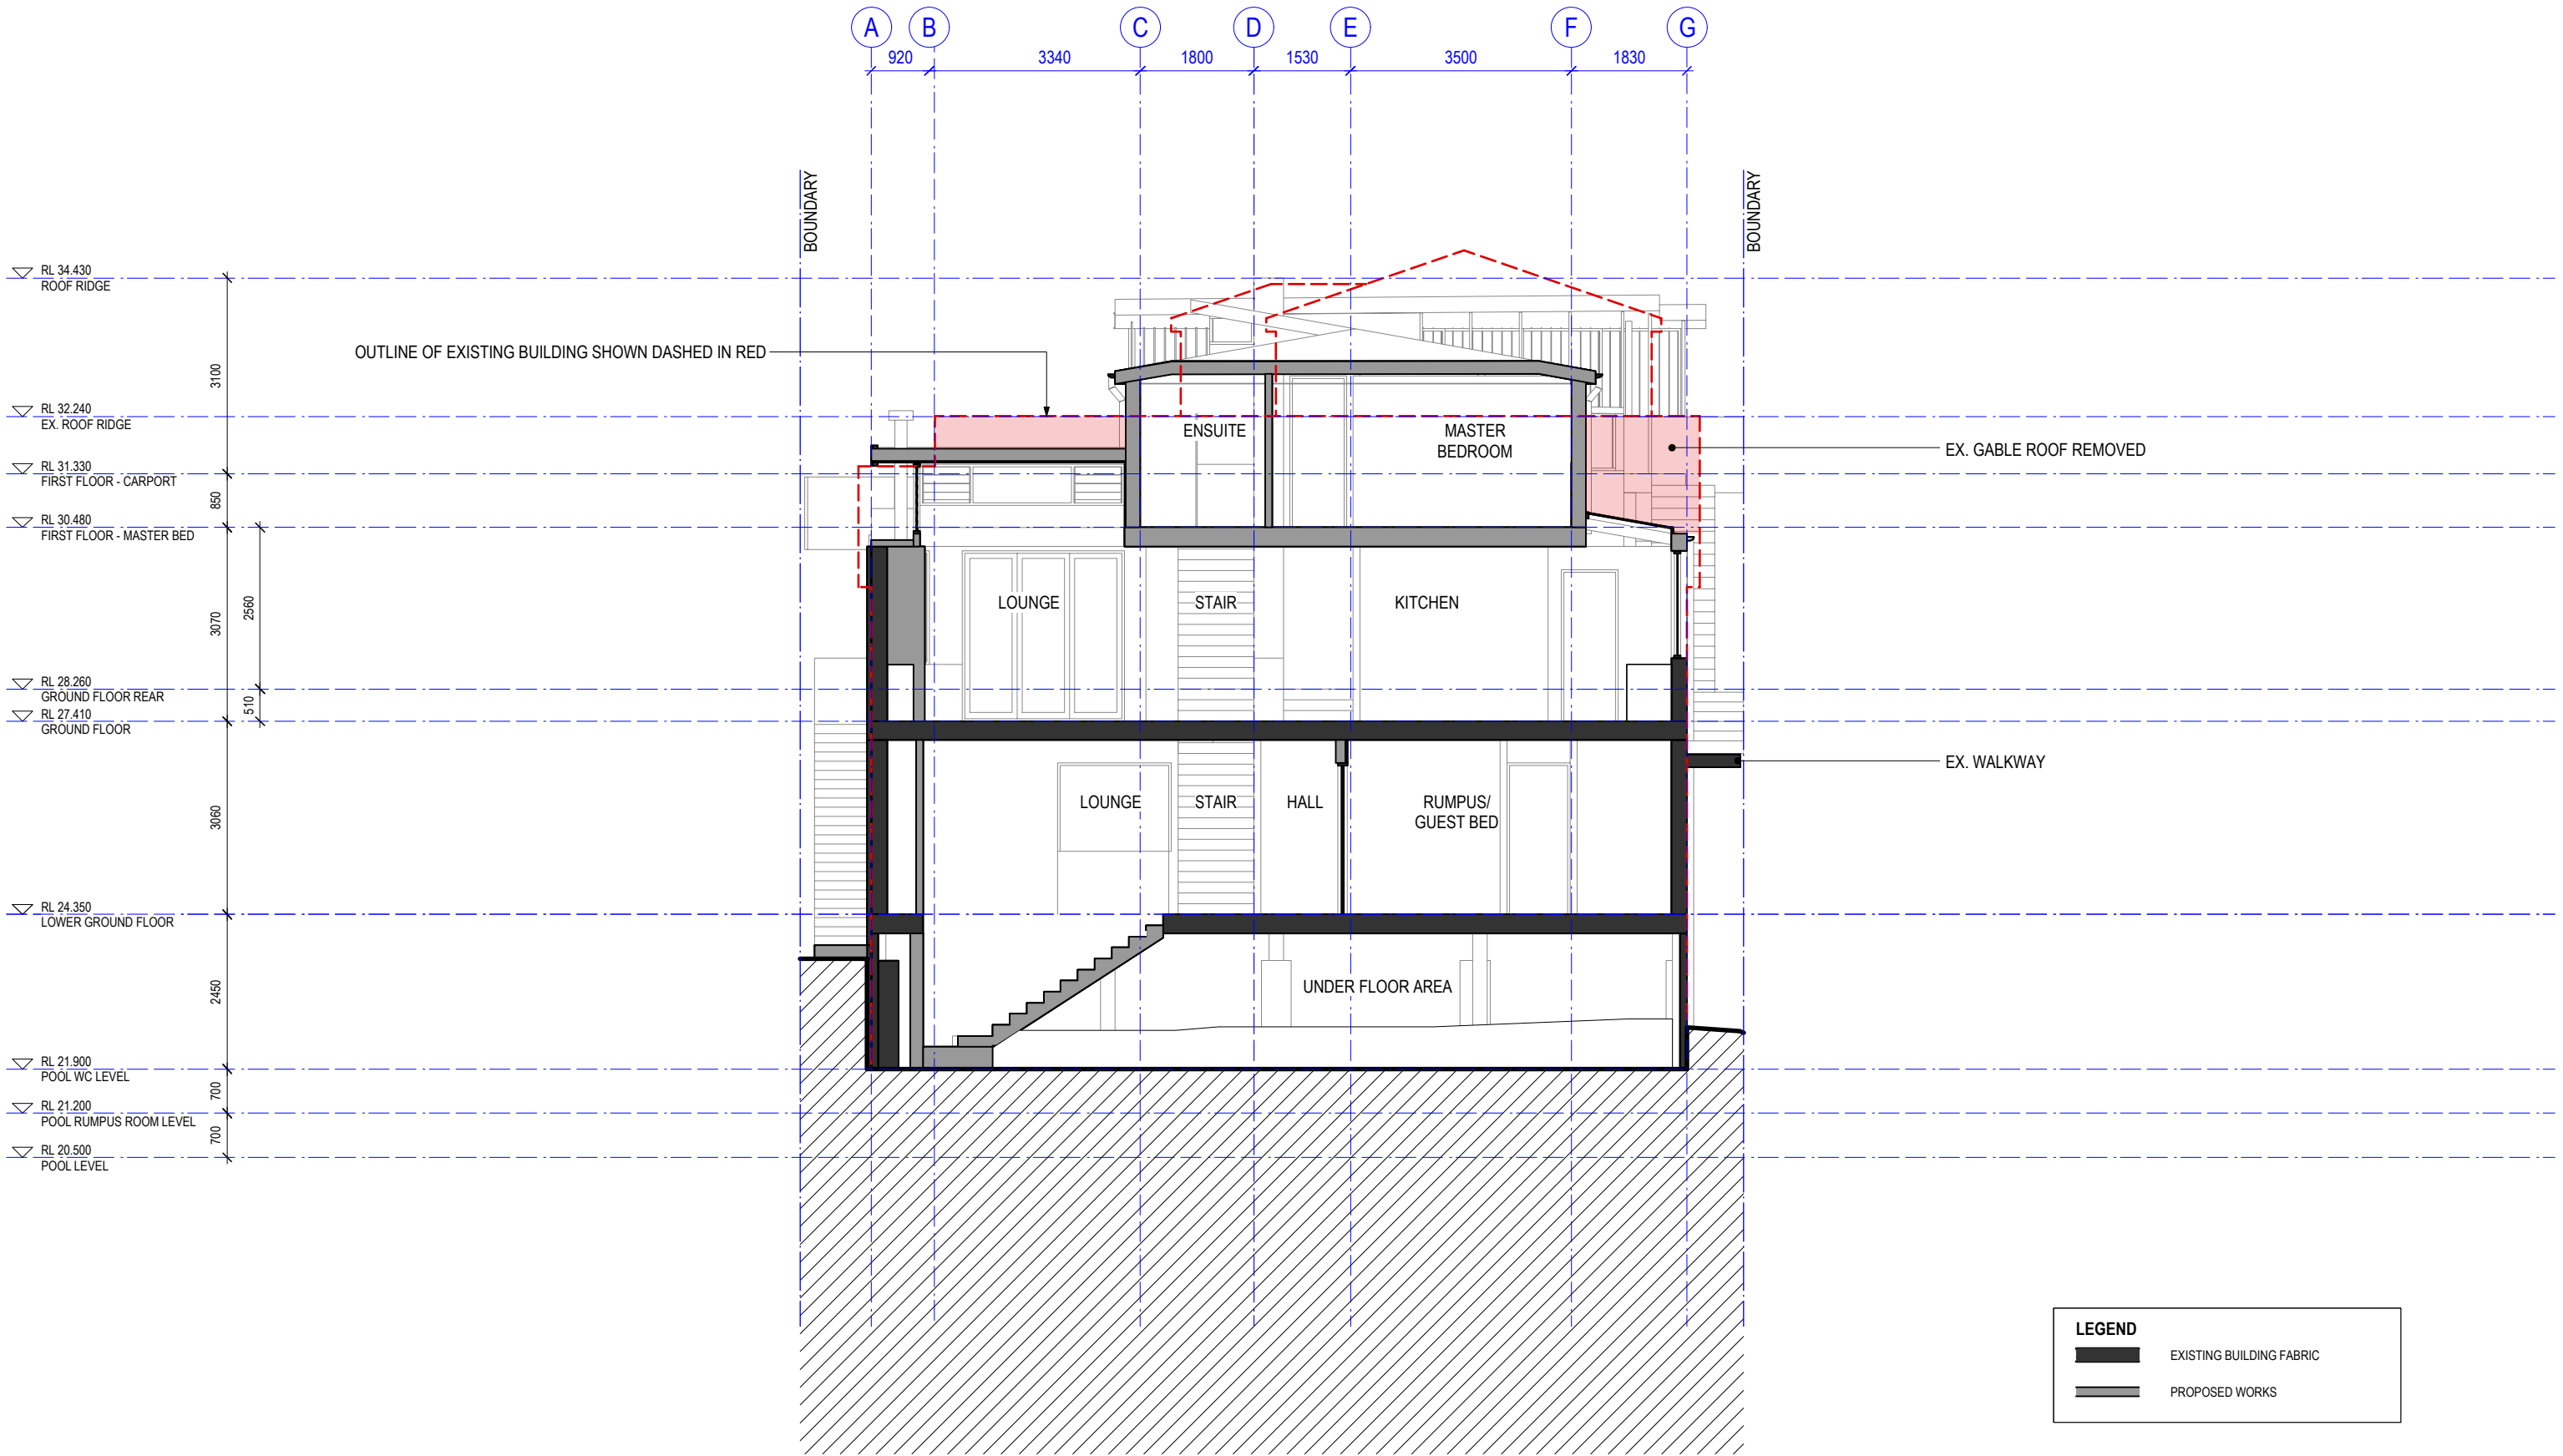 A B C D E F G
920 3340 1800 1530 3500 1830
BOUNDARY
BOUNDARY
RL 34.430
ROOF RIDGE
OUTLINE OF EXISTING BUILDING SHOWN DASHED IN RED
3100
RL 32.240
EX. ROOF RIDGE
ENSUITE
MASTER
BEDROOM
EX. GABLE ROOF REMOVED
RL 31.330
FIRST FLOOR - CARPORT
850
RL 30.480
FIRST FLOOR - MASTER BED
3070
2560
LOUNGE STAIR KITCHEN
RL 28.260
GROUND FLOOR REAR
510
RL 27.410
GROUND FLOOR
EX. WALKWAY
3060
LOUNGE STAIR HALL
RUMPUS/
GUEST BED
RL 24.350
LOWER GROUND FLOOR
2450
UNDER FLOOR AREA
RL 21.900
POOL WC LEVEL
700
RL 21.200
POOL RUMPUS ROOM LEVEL
700
RL 20.500
POOL LEVEL
LEGEND
EXISTING BUILDING FABRIC
PROPOSED WORKS